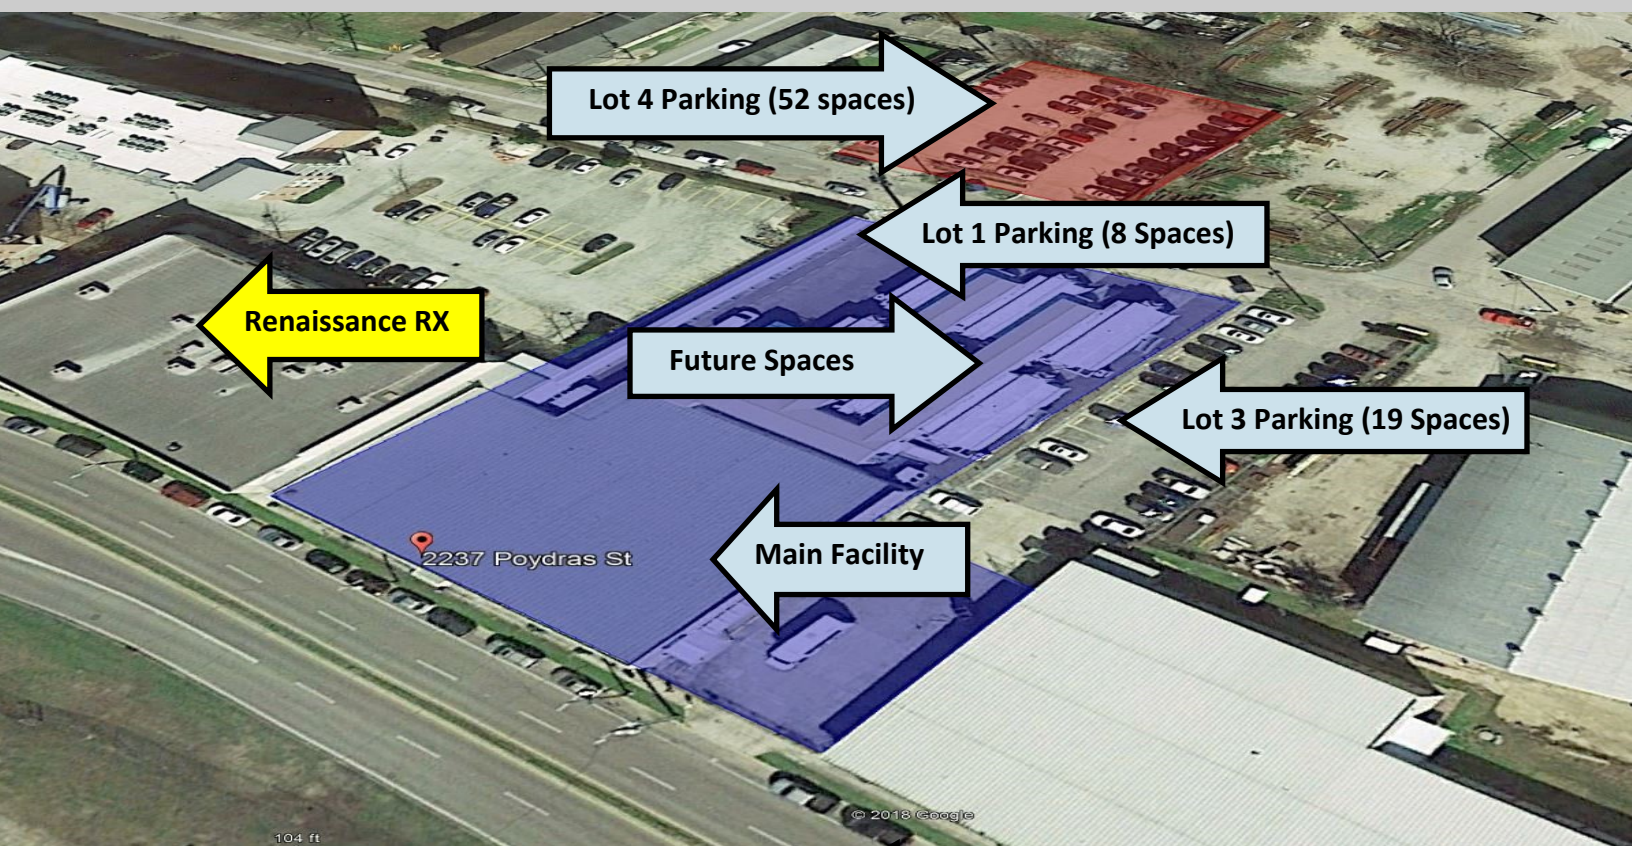 Lot 4 Parking (52 spaces)
Lot 1 Parking (8 Spaces)
Renaissance RX
Future Spaces
Lot 3 Parking (19 Spaces)
Main Facility
2237 Poydras St
© 2018 Google
104 ft